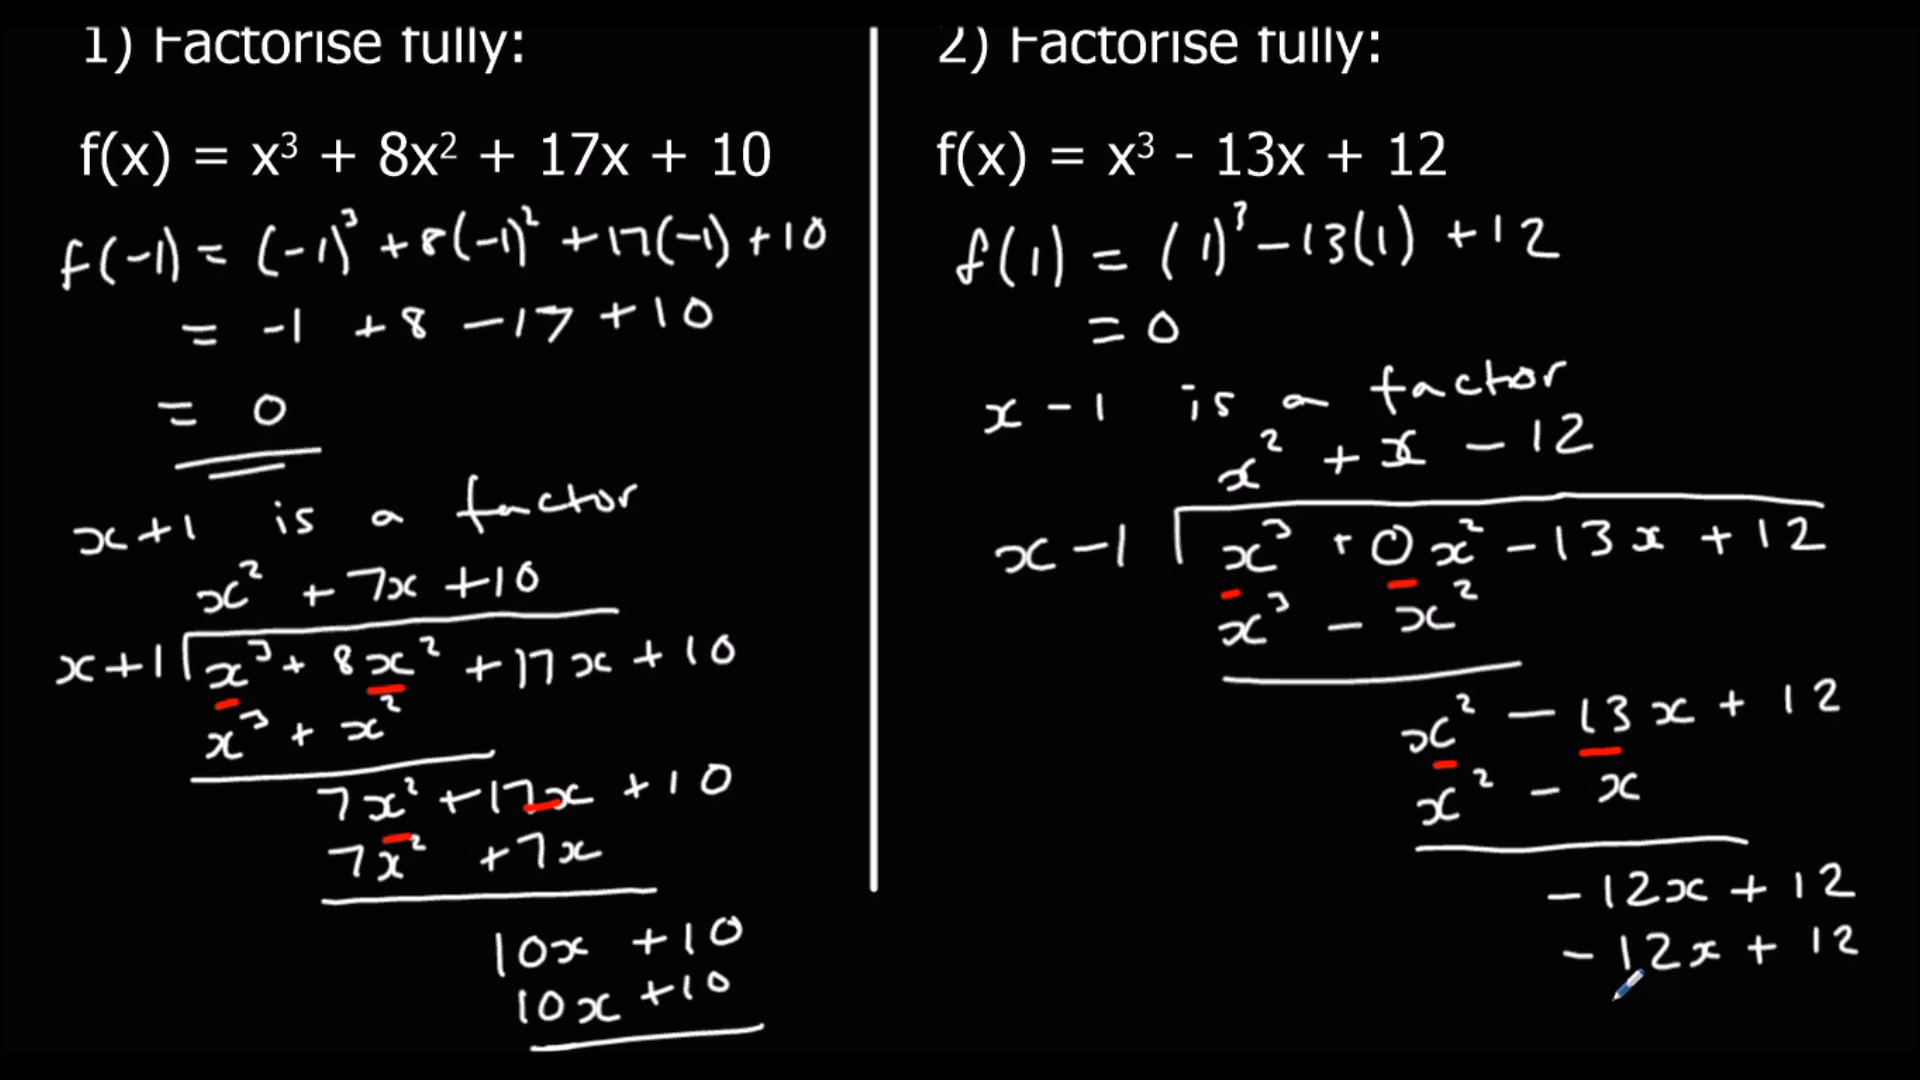 1) Factorise fully:
f(x) = x³ + 8x² + 17x + 10
f(-1) = (-1)³ + 8(-1)² + 17(-1) + 10
= -1 + 8 - 17 + 10
= 0
x+1 is a factor
x² + 7x + 10
x+1 x³ + 8x² + 17x + 10
x³ + x²
7x² + 17x + 10
7x² + 7x
10x + 10
10x + 10
2) Factorise fully:
f(x) = x³ - 13x + 12
f(1) = (1)³ - 13(1) + 12
= 0
x - 1 is a factor
x² + x - 12
x - 1 x³ + 0x² - 13x + 12
x³ - x²
x² - 13x + 12
x² - x
- 12x + 12
- 12x + 12